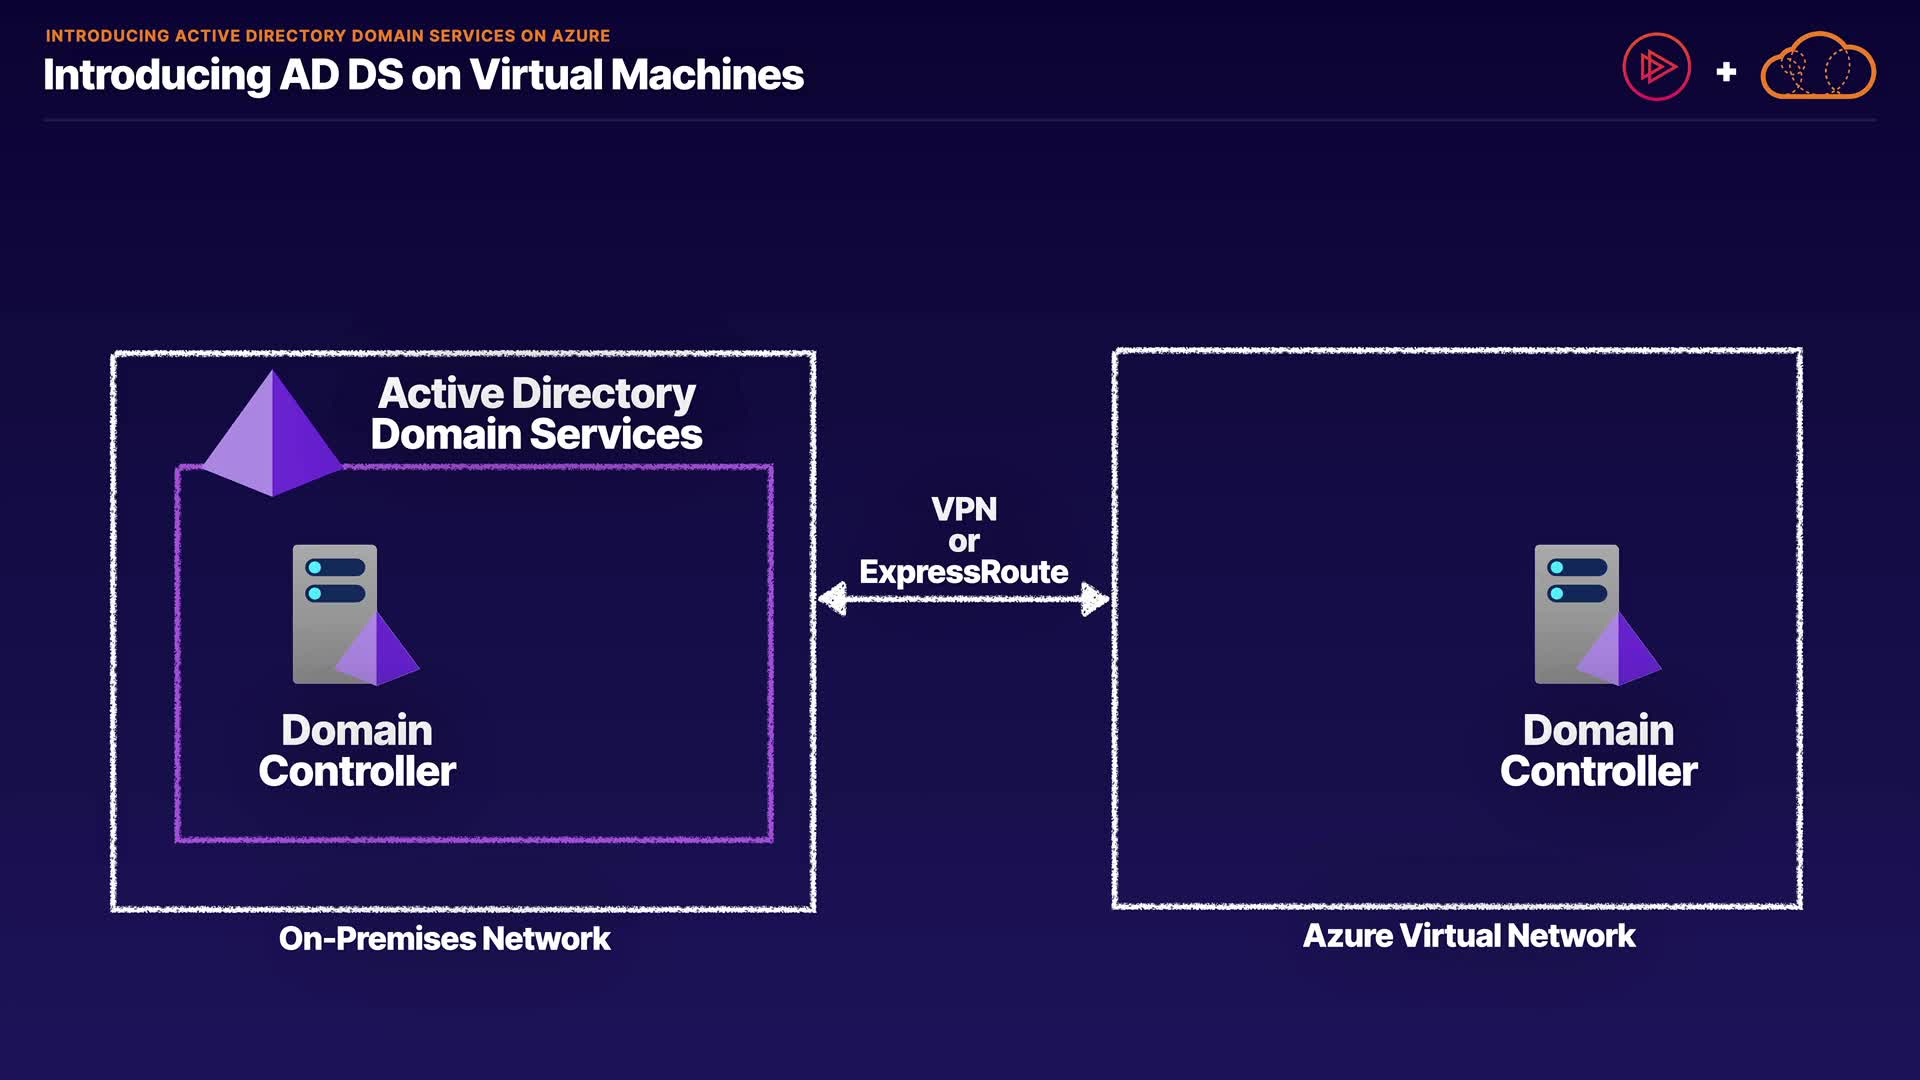 INTRODUCING ACTIVE DIRECTORY DOMAIN SERVICES ON AZURE
Introducing AD DS on Virtual Machines
+
Active Directory
Domain Services
Domain
Controller
On-Premises Network
VPN
or
ExpressRoute
Domain
Controller
Azure Virtual Network